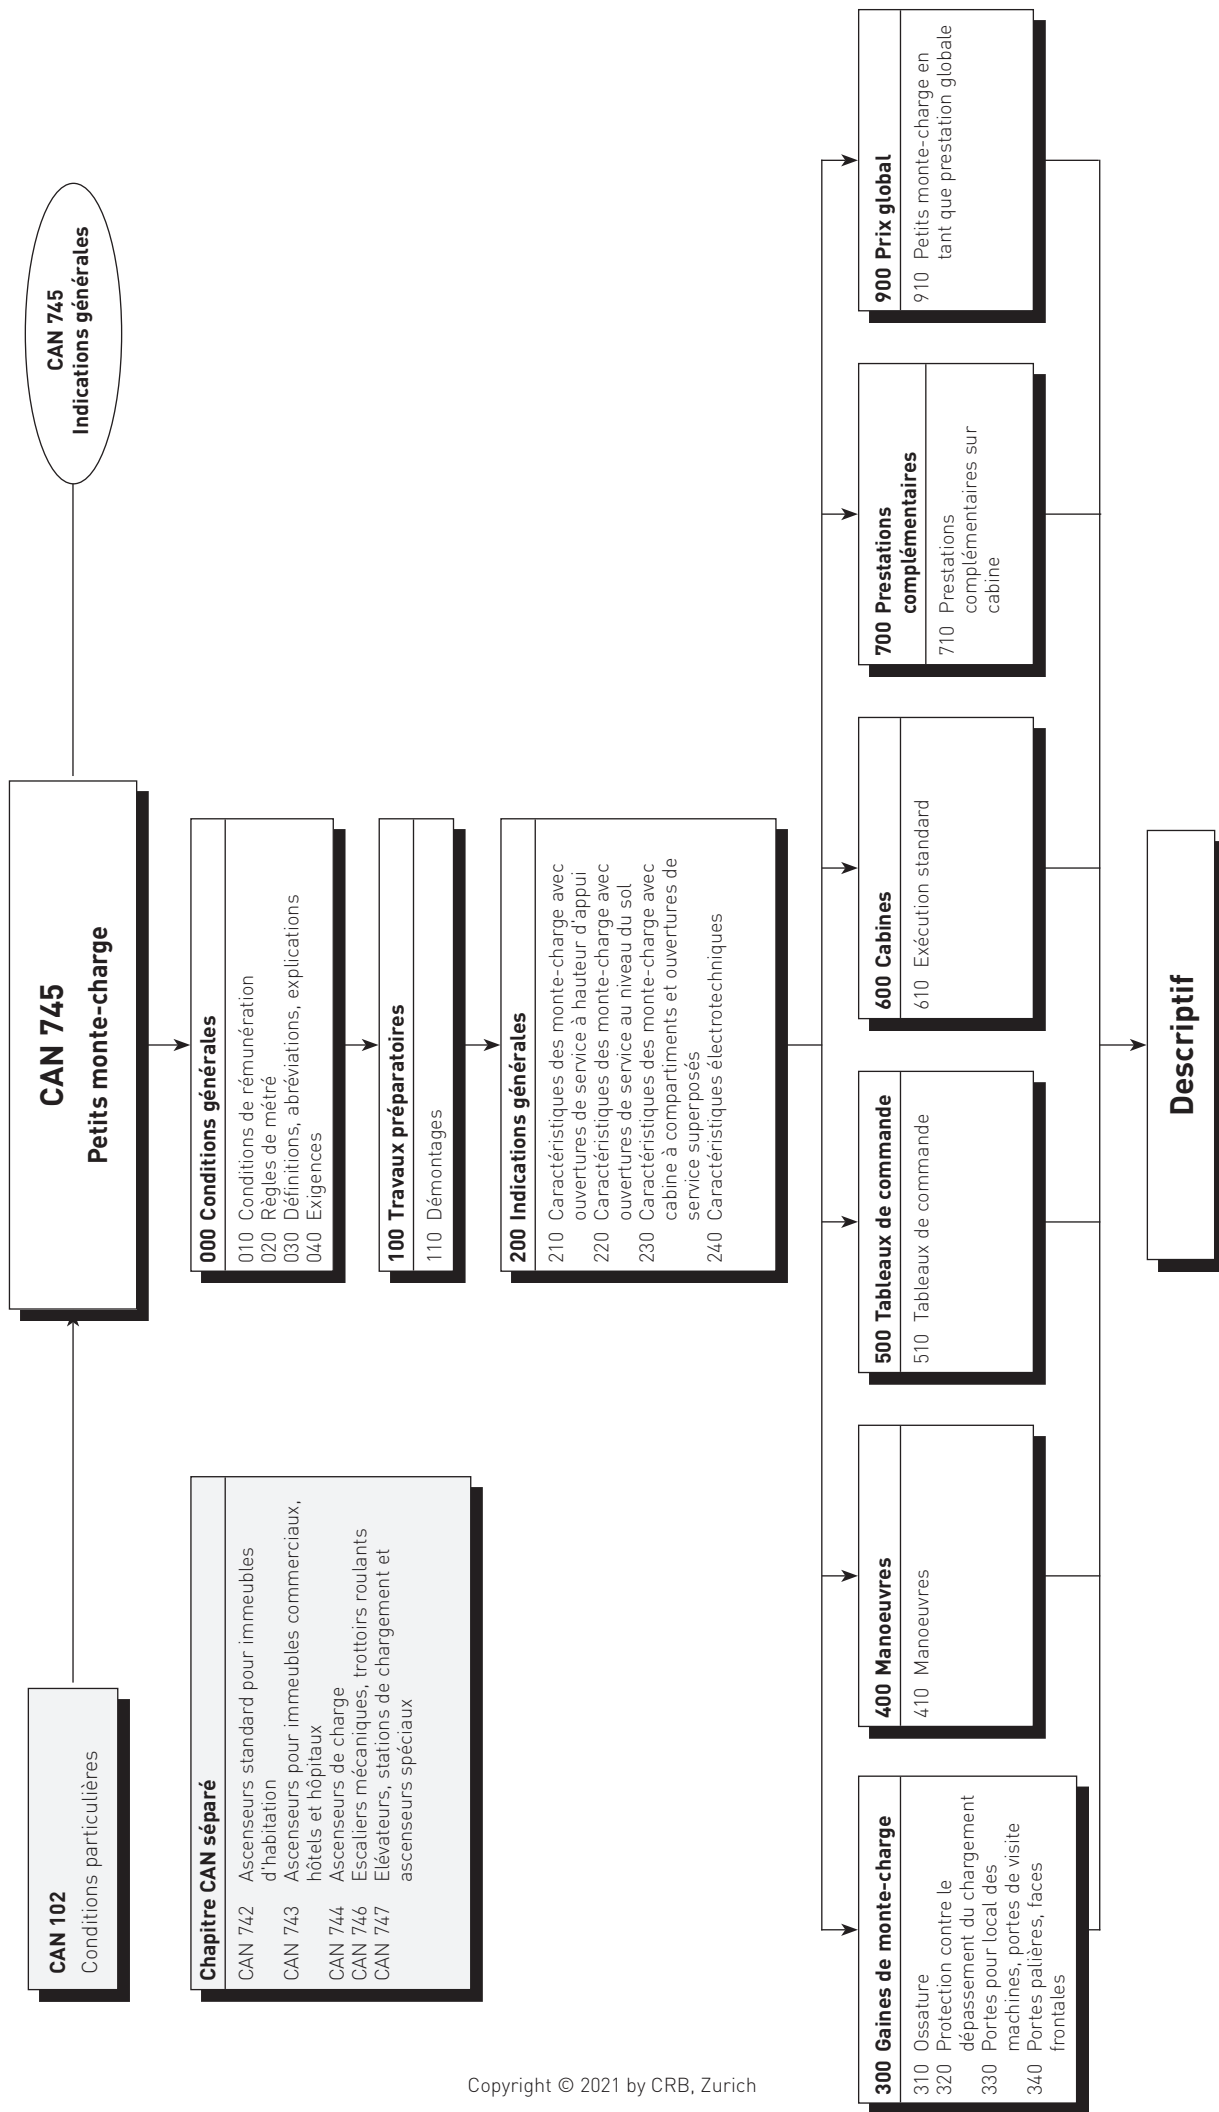 CAN 745
Petits monte-charge
CAN 745
Indications générales
CAN 102
Conditions particulières
Chapitre CAN séparé
CAN 742 Ascenseurs standard pour immeubles
d'habitation
CAN 743 Ascenseurs pour immeubles commerciaux,
hôtels et hôpitaux
CAN 744 Ascenseurs de charge
CAN 746 Escaliers mécaniques, trottoirs roulants
CAN 747 Elévateurs, stations de chargement et
ascenseurs spéciaux
000 Conditions générales
010 Conditions de rémunération
020 Règles de métré
030 Définitions, abréviations, explications
040 Exigences
100 Travaux préparatoires
110 Démontages
200 Indications générales
210 Caractéristiques des monte-charge avec
ouvertures de service à hauteur d'appui
220 Caractéristiques des monte-charge avec
ouvertures de service au niveau du sol
230 Caractéristiques des monte-charge avec
cabine à compartiments et ouvertures de
service superposés
240 Caractéristiques électrotechniques
300 Gaines de monte-charge
310 Ossature
320 Protection contre le
dépassement du chargement
330 Portes pour local des
machines, portes de visite
340 Portes palières, faces
frontales
400 Manoeuvres
410 Manoeuvres
500 Tableaux de commande
510 Tableaux de commande
600 Cabines
610 Exécution standard
700 Prestations
complémentaires
710 Prestations
complémentaires sur
cabine
900 Prix global
910 Petits monte-charge en
tant que prestation globale
Descriptif
Copyright © 2021 by CRB, Zurich